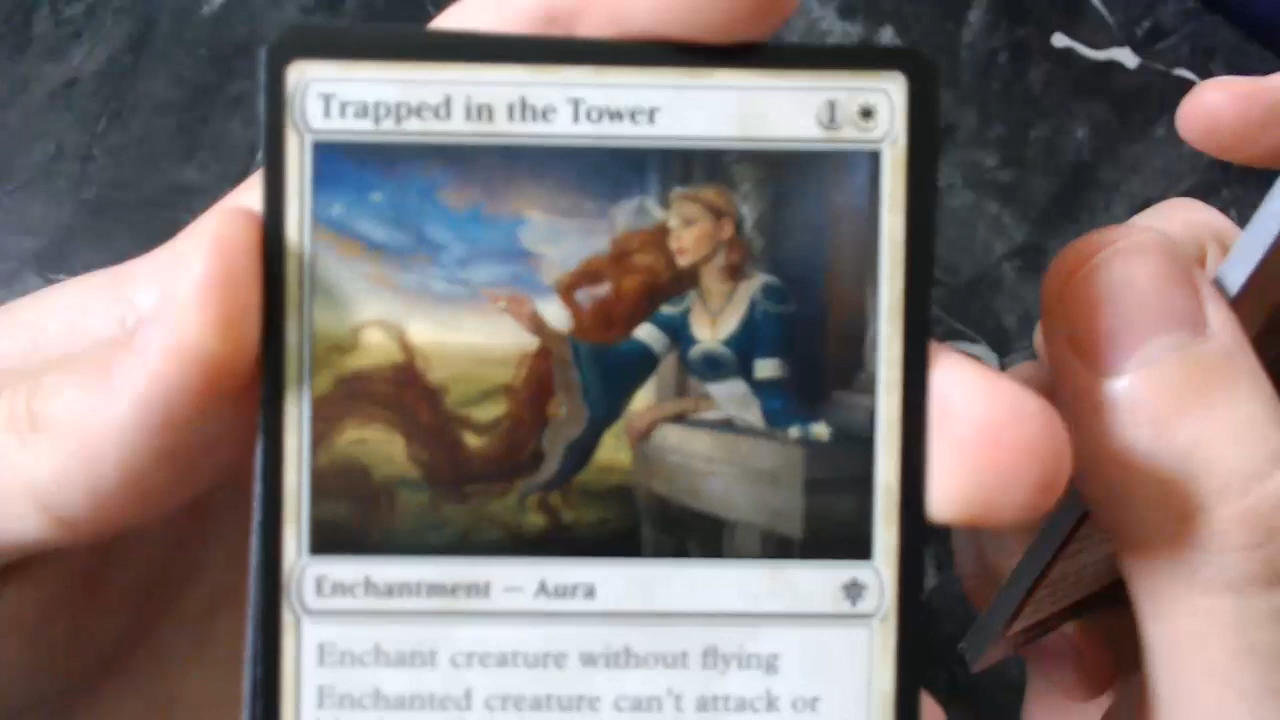 Trapped in the Tower 1
Enchantment — Aura
Enchant creature without flying
Enchanted creature can't attack or